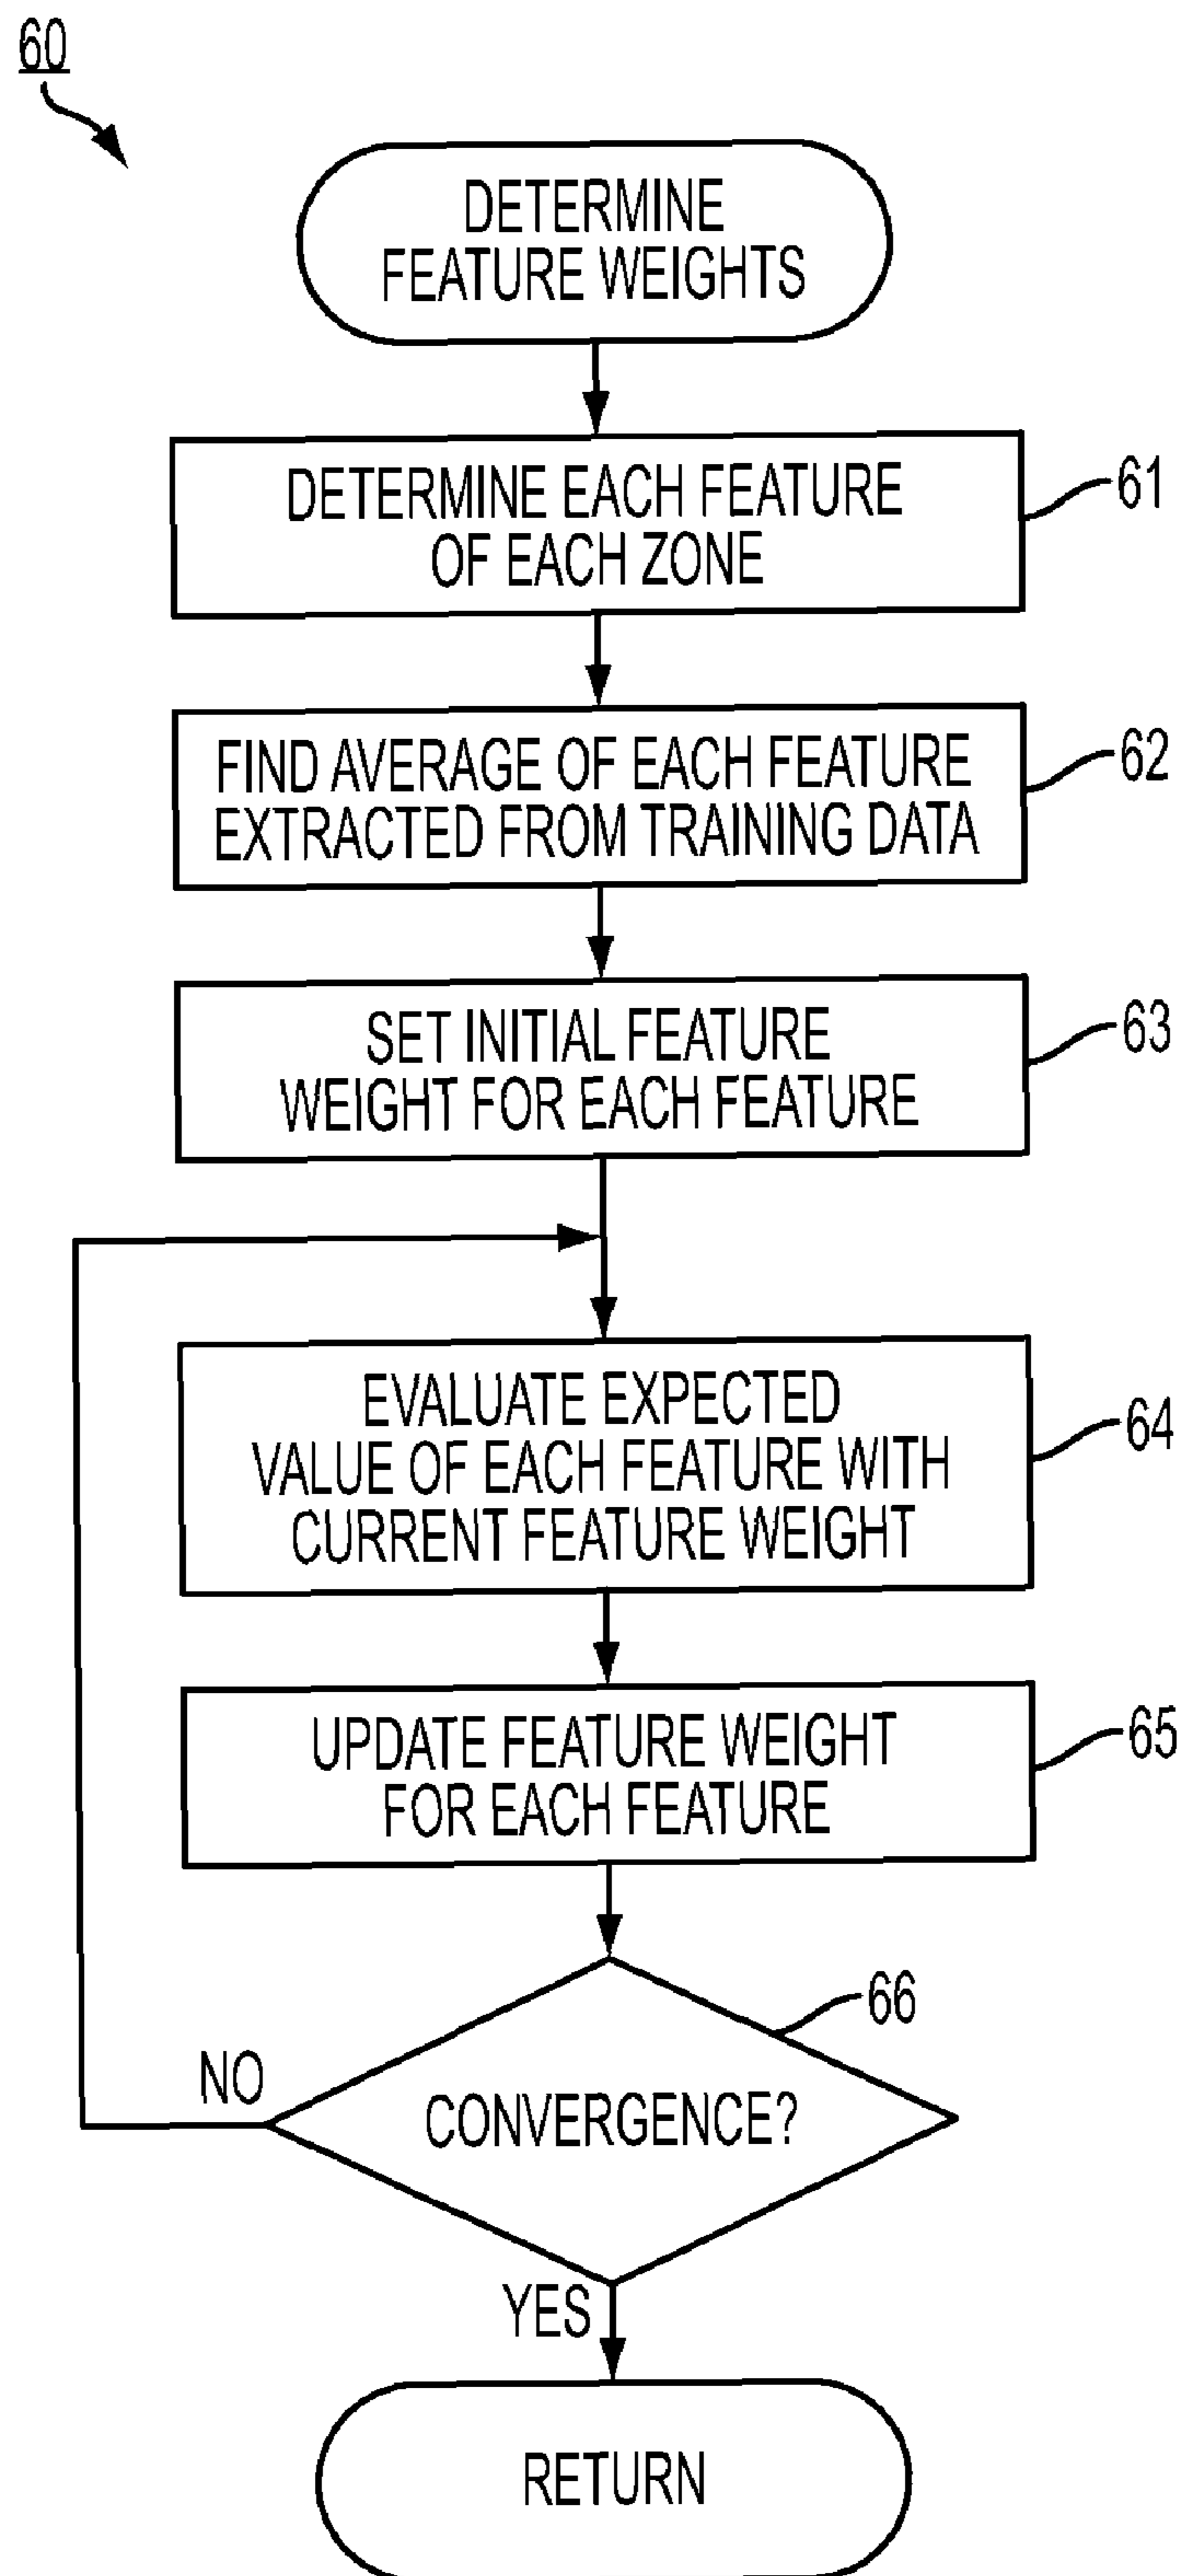 60
DETERMINE
FEATURE WEIGHTS
DETERMINE EACH FEATURE
OF EACH ZONE
61
FIND AVERAGE OF EACH FEATURE
EXTRACTED FROM TRAINING DATA
62
SET INITIAL FEATURE
WEIGHT FOR EACH FEATURE
63
EVALUATE EXPECTED
VALUE OF EACH FEATURE WITH
CURRENT FEATURE WEIGHT
64
UPDATE FEATURE WEIGHT
FOR EACH FEATURE
65
66
NO
CONVERGENCE?
YES
RETURN